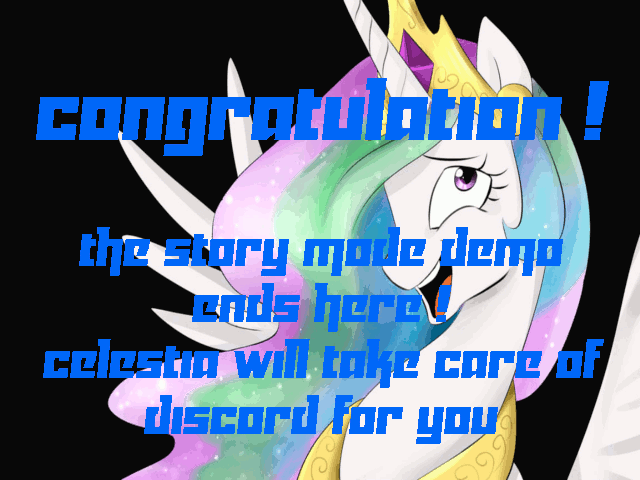 congratulation !
the story mode demo
ends here !
celestia will take care of
discord for you